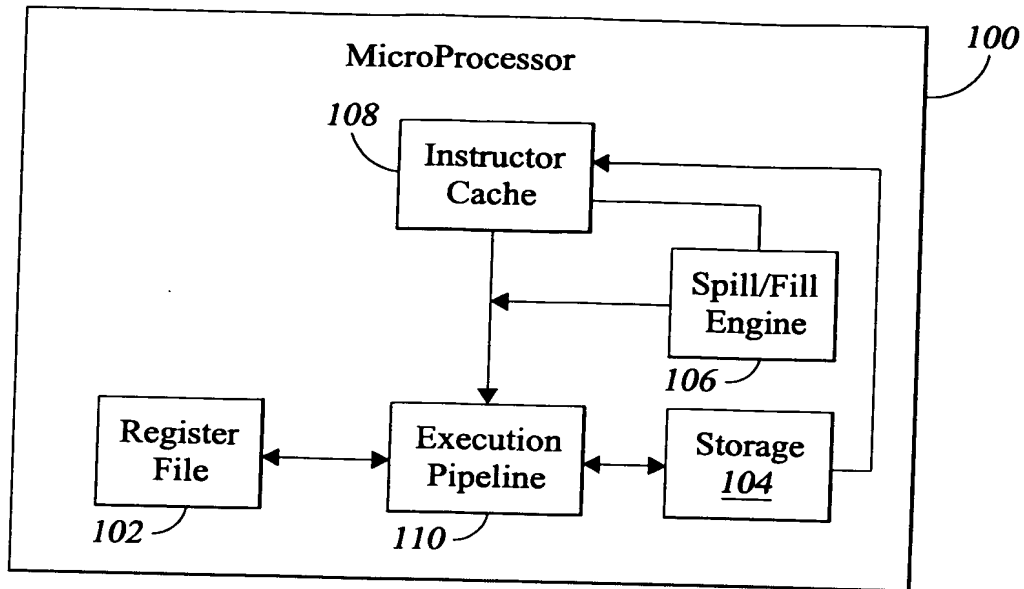 MicroProcessor
100
108
Instructor
Cache
Spill/Fill
Engine
106
Register
File
102
Execution
Pipeline
110
Storage
104